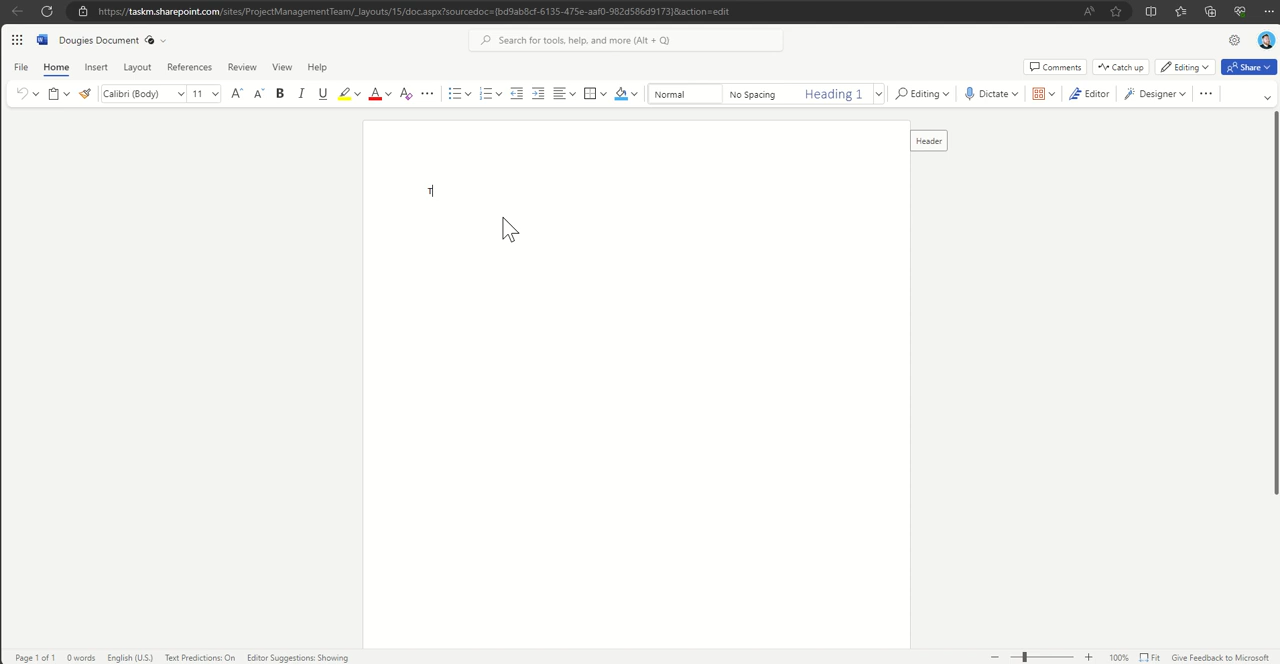 https://taskm.sharepoint.com/sites/ProjectManagementTeam/_layouts/15/doc.aspx?sourcedoc={bd9ab8cf-6135-475e-aaf0-982d586d9173}&action=edit
Dougies Document
Search for tools, help, and more (Alt + Q)
File Home Insert Layout References Review View Help
Comments Catch up Editing Share
Calibri (Body) 11 B I U A Normal No Spacing Heading 1 Editing Dictate Editor Designer
Header
T
Page 1 of 1 0 words English (U.S.) Text Predictions: On Editor Suggestions: Showing 100% Fit Give Feedback to Microsoft